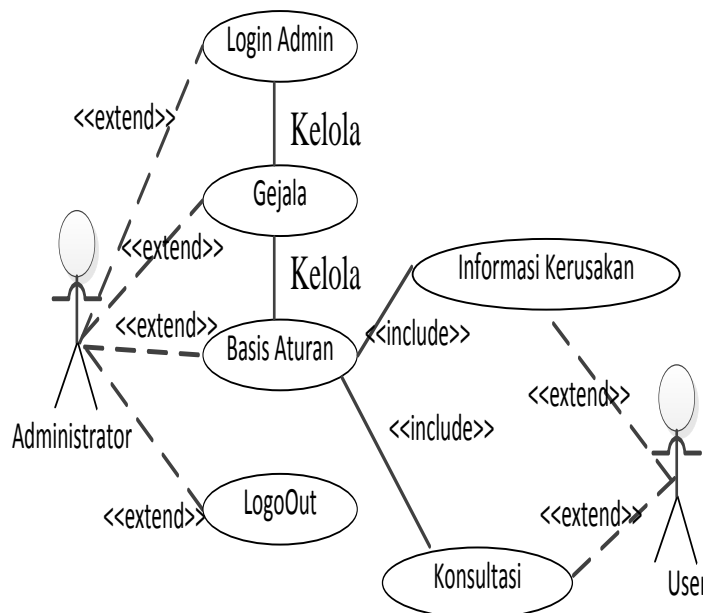 Login Admin
<<extend>>
Kelola
Gejala
<<extend>>
Kelola
Informasi Kerusakan
<<extend>>
Basis Aturan
<<include>>
<<extend>>
Administrator
<<include>>
LogoOut
<<extend>>
<<extend>>
Konsultasi
User